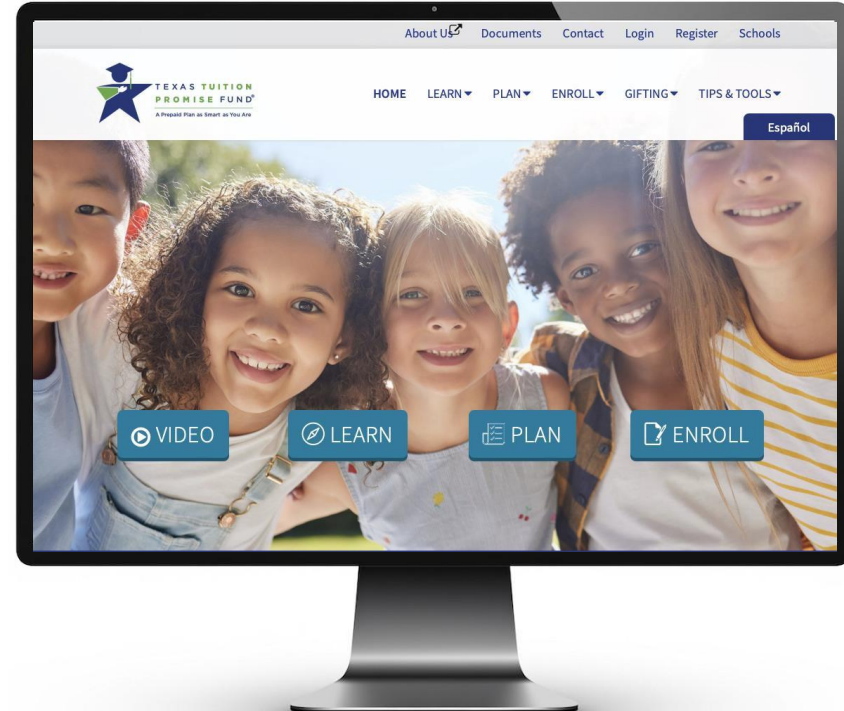 About Us Documents Contact Login Register Schools
TEXAS TUITION
PROMISE FUND®
A Prepaid Plan as Smart as You Are
HOME LEARN PLAN ENROLL GIFTING TIPS & TOOLS
Español
VIDEO LEARN PLAN ENROLL